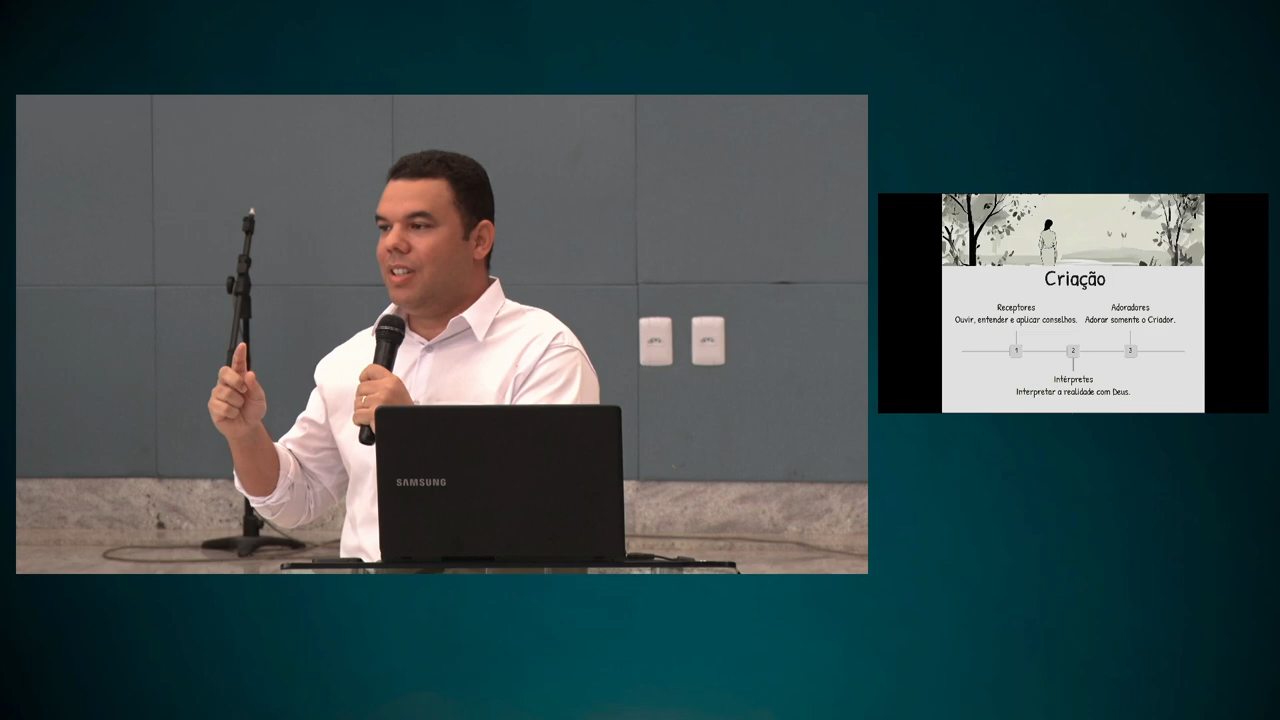 SAMSUNG
Criação
Receptores
Ouvir, entender e aplicar conselhos.
Adoradores
Adorar somente o Criador.
1
2
3
Intérpretes
Interpretar a realidade com Deus.